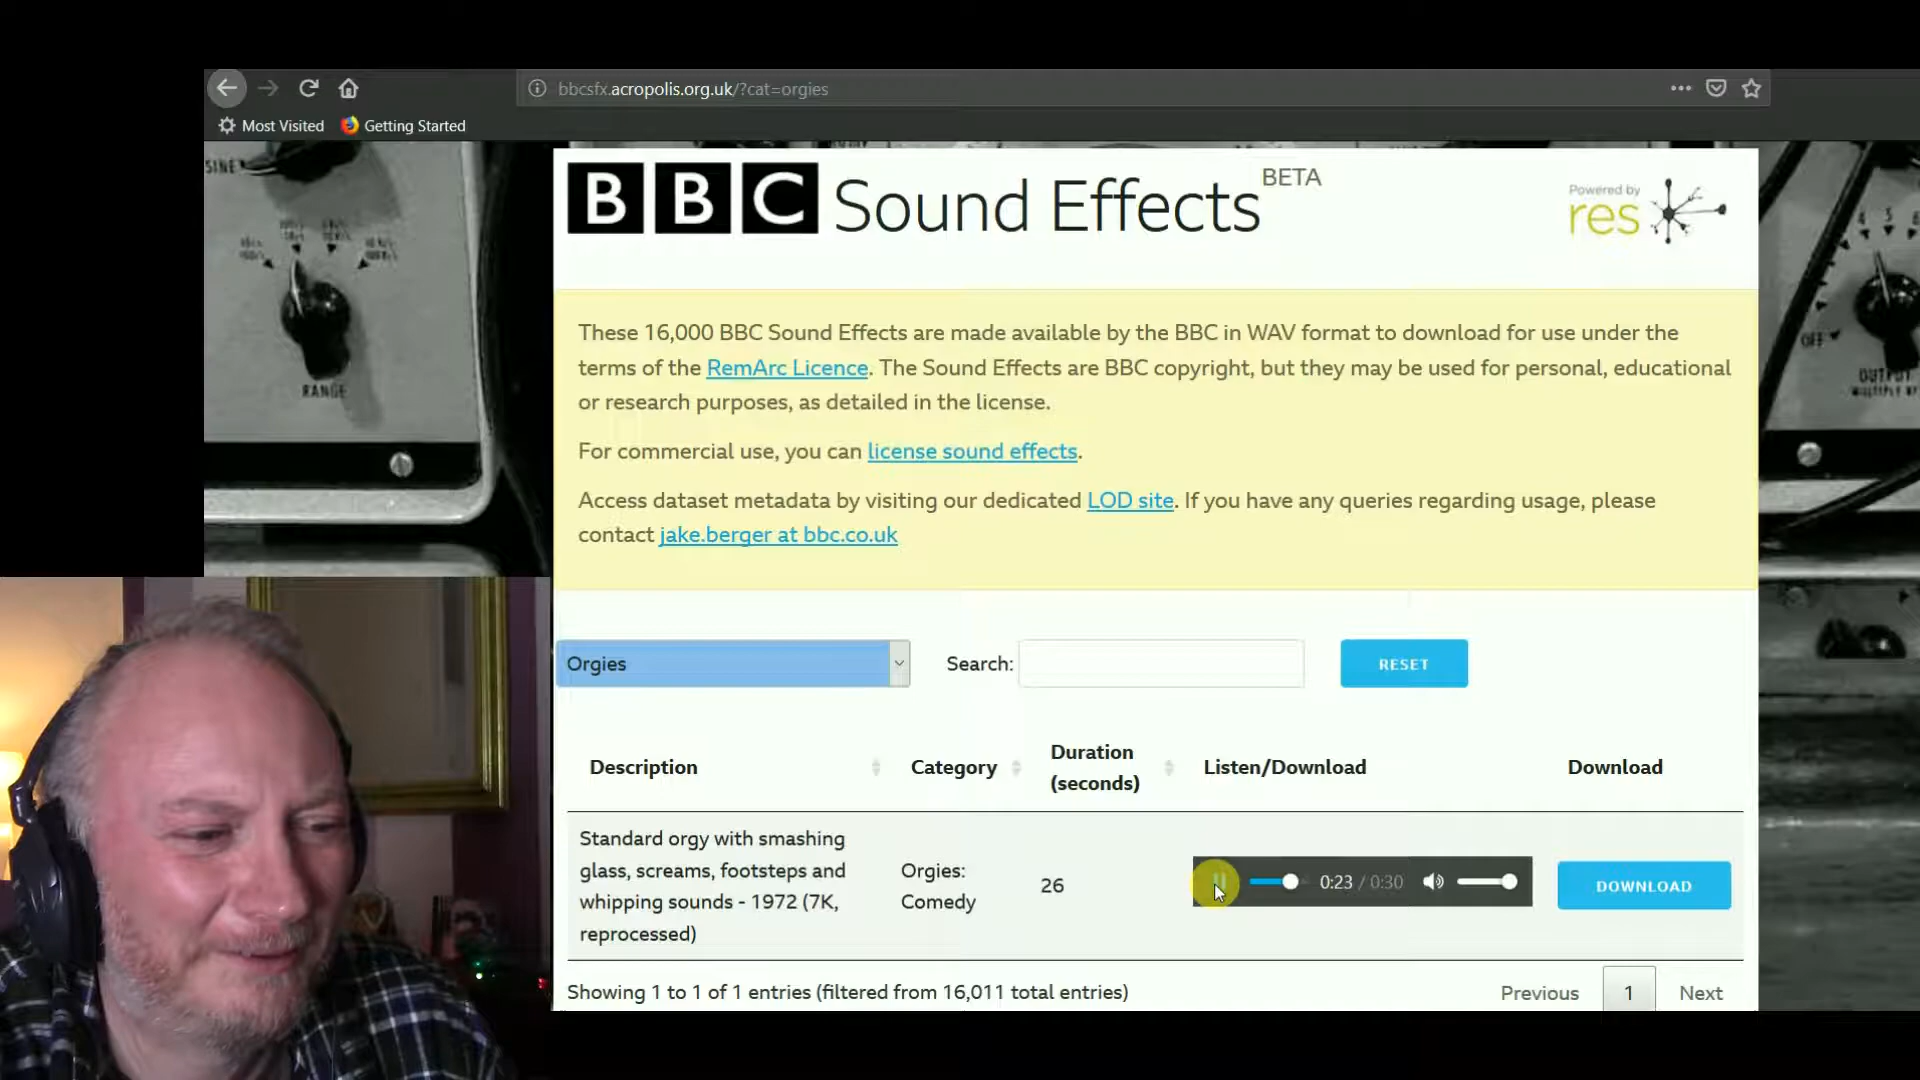 bbcsfx.acropolis.org.uk/?cat=orgies
Most Visited Getting Started
SINE
RANGE
BBC Sound Effects BETA
Powered by
res
4 5 6
OFF
OUTPUT
These 16,000 BBC Sound Effects are made available by the BBC in WAV format to download for use under the
terms of the RemArc Licence. The Sound Effects are BBC copyright, but they may be used for personal, educational
or research purposes, as detailed in the license.
For commercial use, you can license sound effects.
Access dataset metadata by visiting our dedicated LOD site. If you have any queries regarding usage, please
contact jake.berger at bbc.co.uk
Orgies Search: RESET
Description Category Duration (seconds) Listen/Download Download
Standard orgy with smashing
glass, screams, footsteps and
whipping sounds - 1972 (7K,
reprocessed)
Orgies:
Comedy
26
0:23 / 0:30
DOWNLOAD
Showing 1 to 1 of 1 entries (filtered from 16,011 total entries) Previous 1 Next